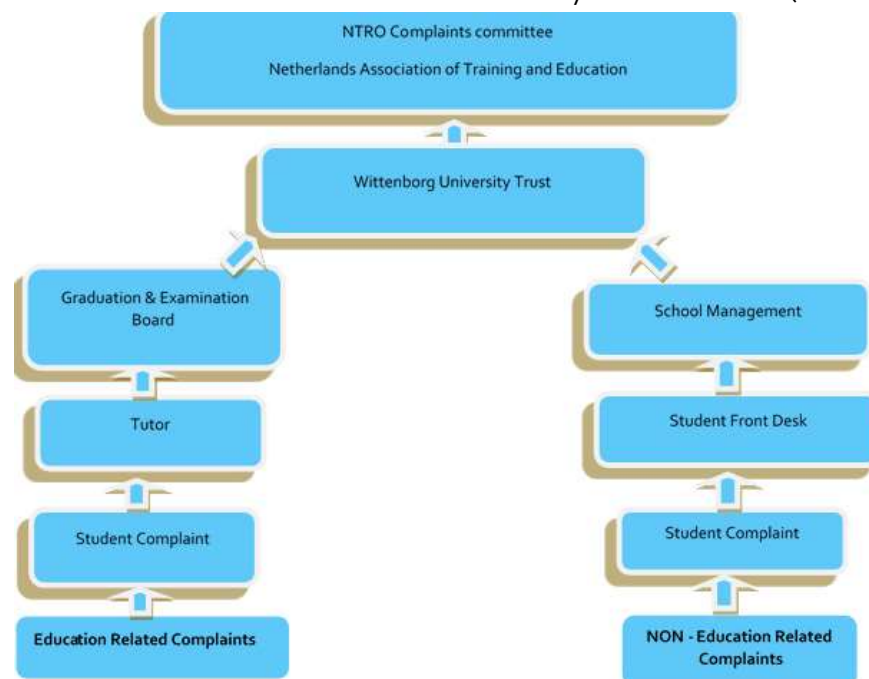 NTRO Complaints committee
Netherlands Association of Training and Education
Wittenborg University Trust
Graduation & Examination
Board
School Management
Tutor
Student Front Desk
Student Complaint
Student Complaint
Education Related Complaints
NON - Education Related
Complaints